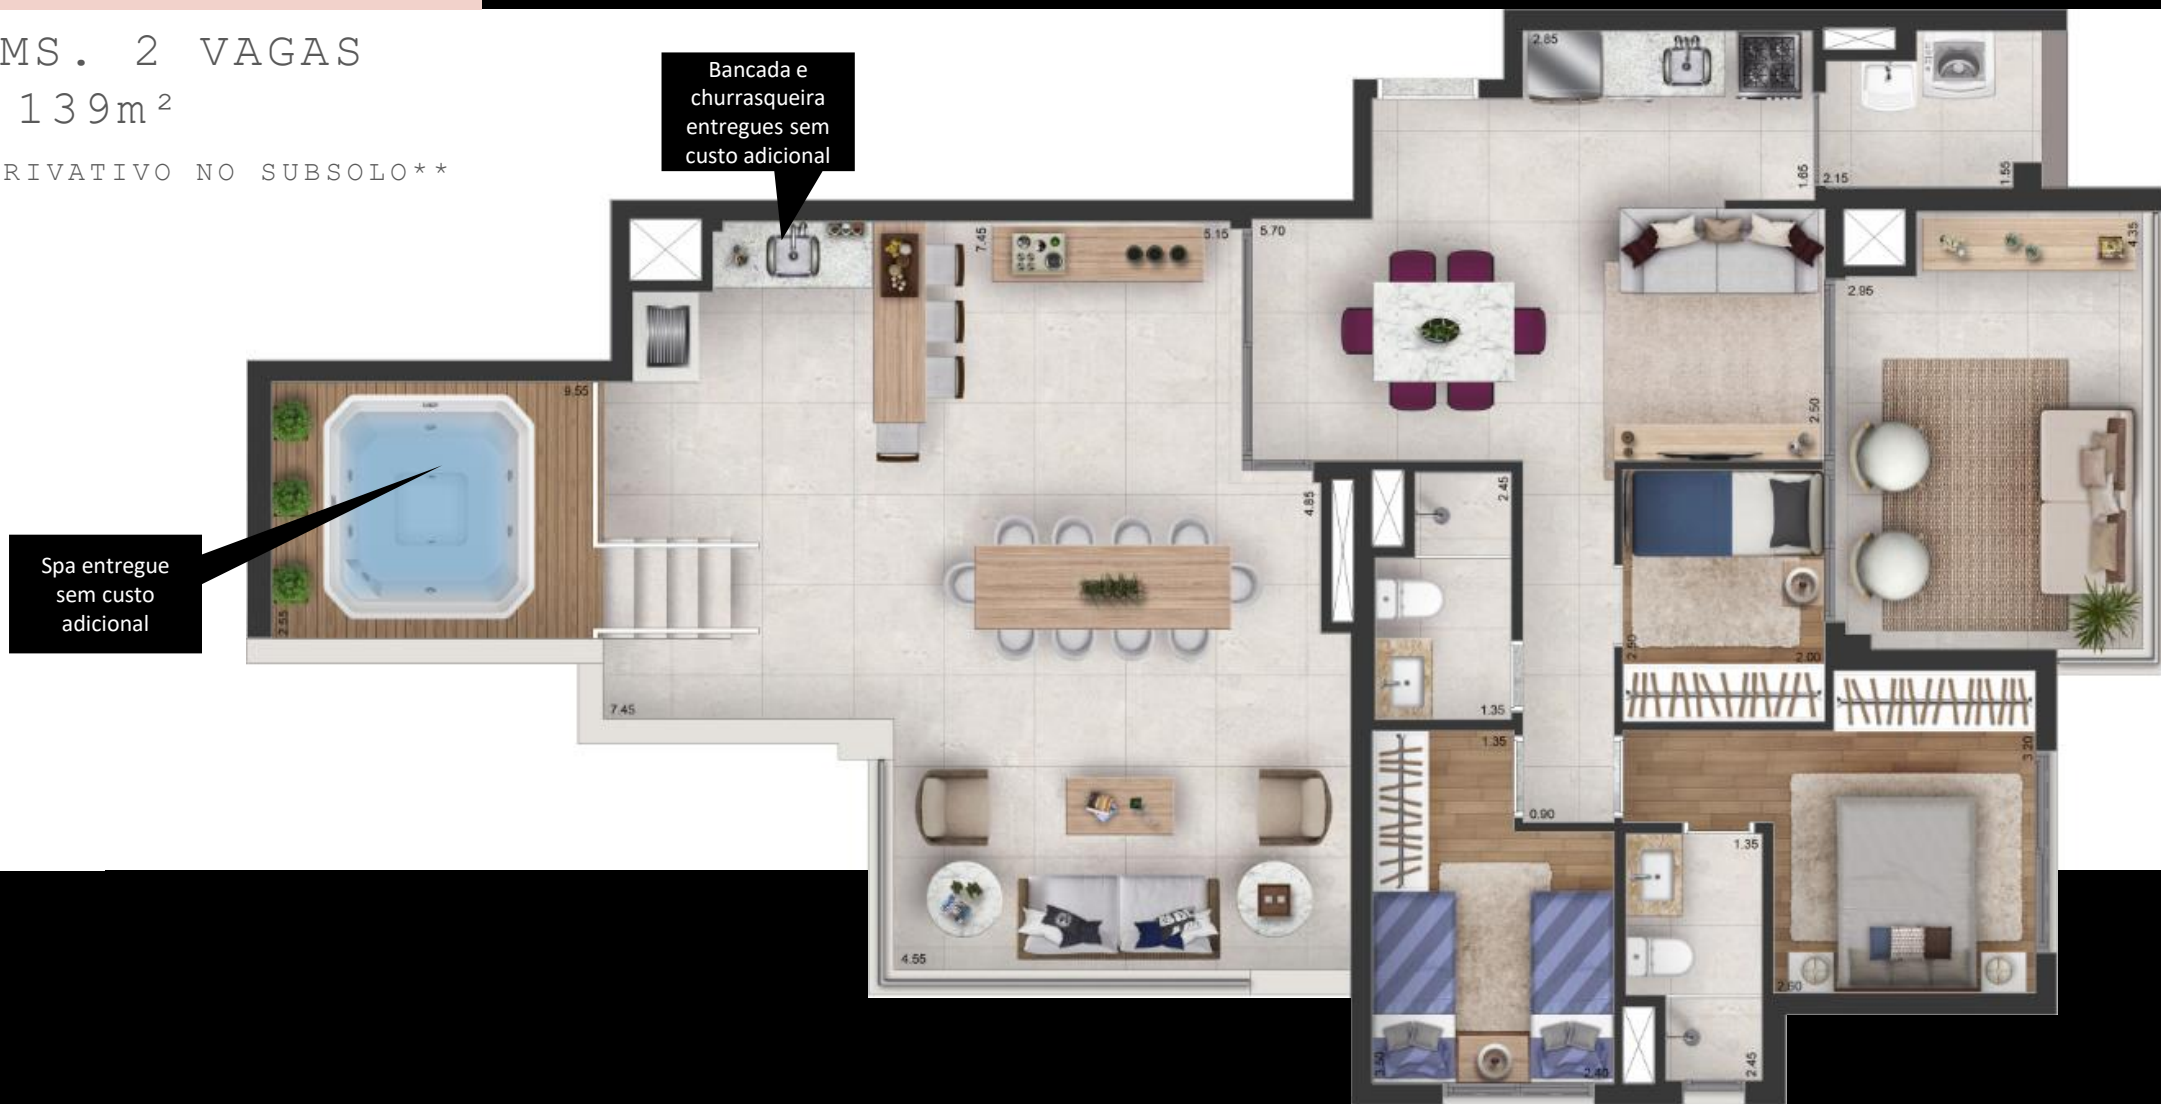 MS. 2 VAGAS
139m²
RIVATIVO NO SUBSOLO**
Bancada e
churrasqueira
entregues sem
custo adicional
Spa entregue
sem custo
adicional
2.85
1.65
2.15
1.55
7.45
5.15
5.70
4.35
2.95
9.55
2.50
4.85
2.45
2.55
2.50
2.00
7.45
1.35
1.35
3.20
0.90
1.35
4.55
2.60
3.50
2.40
2.45